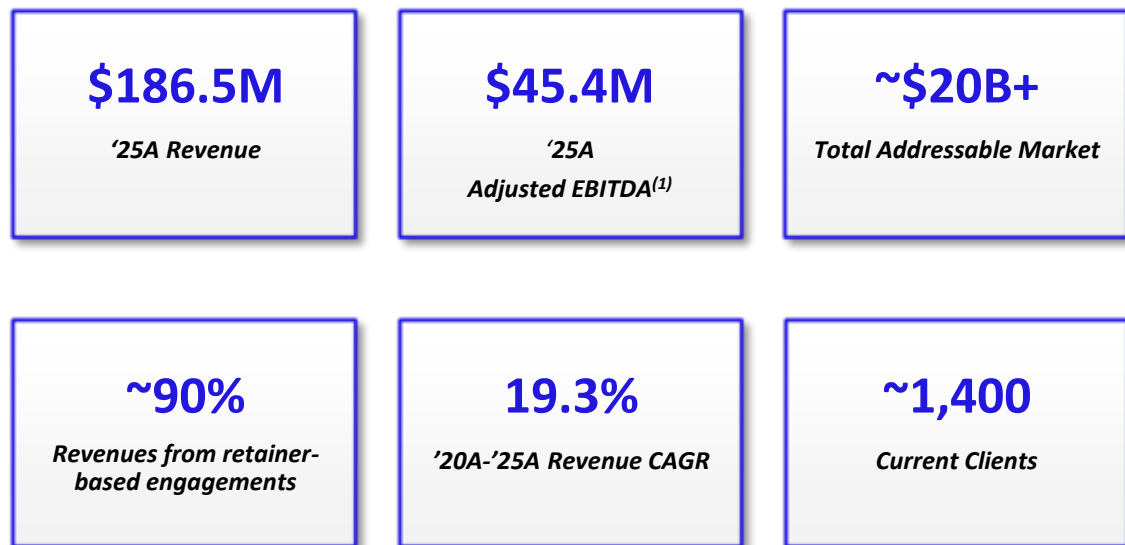 $186.5M
‘25A Revenue
$45.4M
‘25A
Adjusted EBITDA(1)
~$20B+
Total Addressable Market
~90%
Revenues from retainer-
based engagements
19.3%
’20A-’25A Revenue CAGR
~1,400
Current Clients